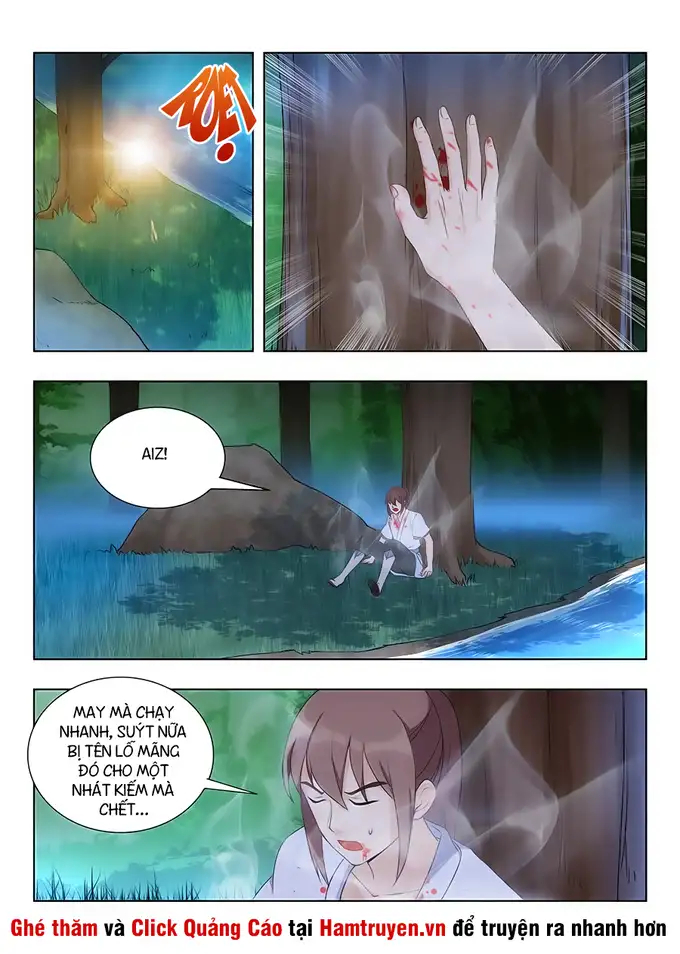 ROẸT
AIZ!
MAY MÀ CHẠY
NHANH, SUÝT NỮA
BỊ TÊN LỖ MÃNG
ĐÓ CHO MỘT
NHÁT KIẾM MÀ
CHẾT...
Ghé thăm và Click Quảng Cáo tại Hamtruyen.vn để truyện ra nhanh hơn